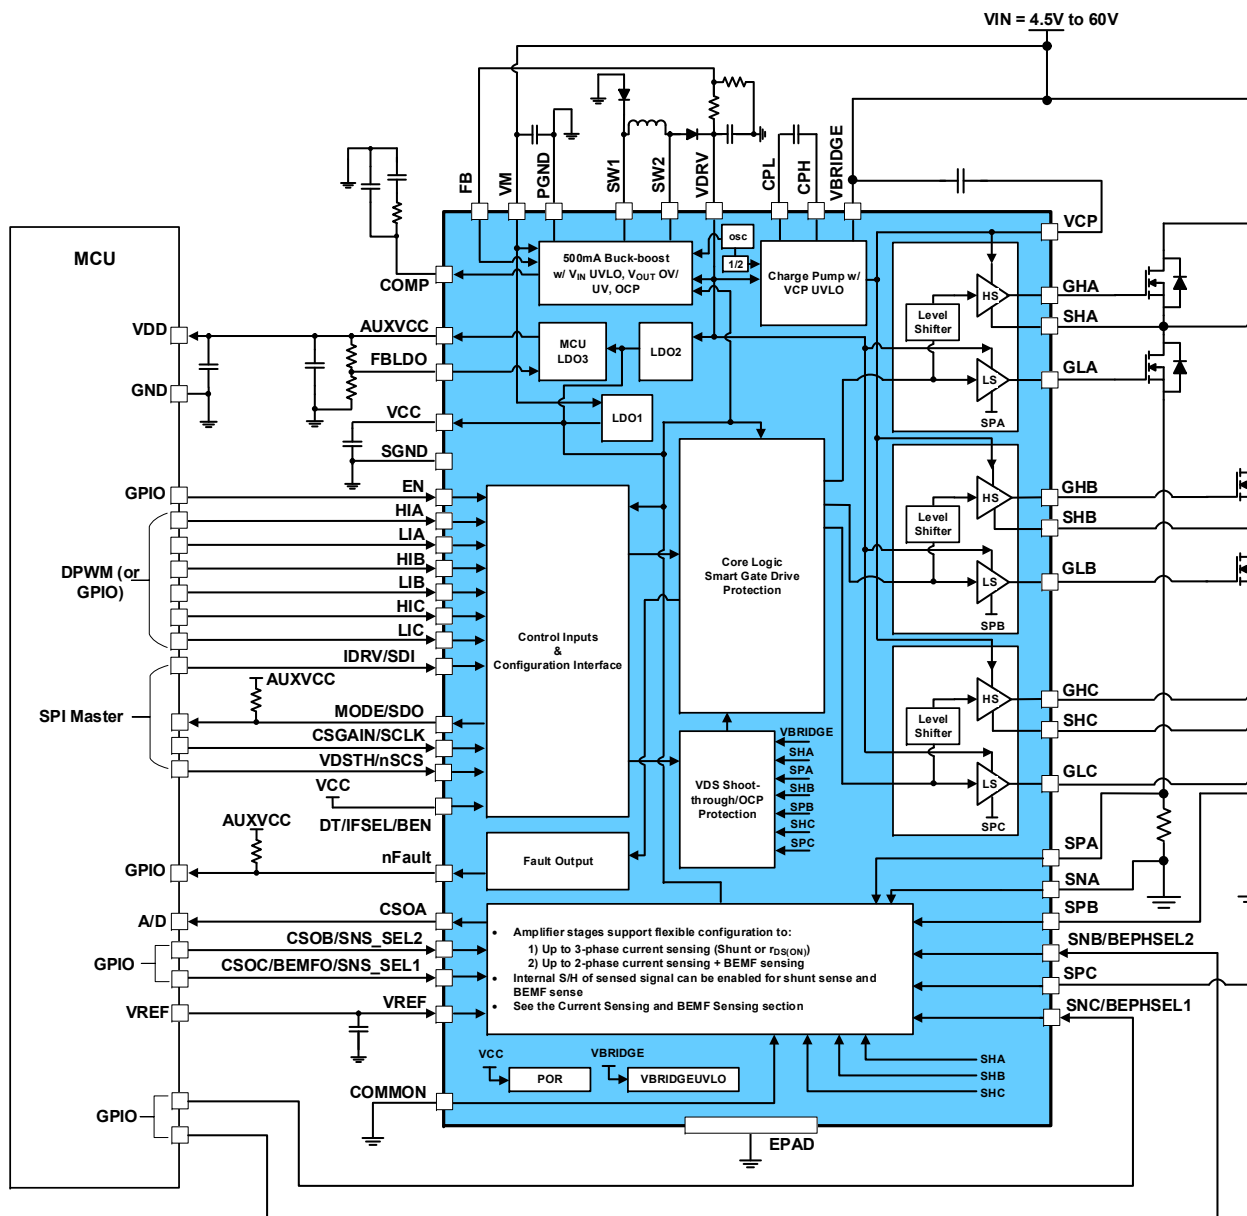 VIN = 4.5V to 60V
FB
VM
PGND
SW1
SW2
VDRV
CPL
CPH
VBRIDGE
MCU
VDD
GND
GPIO
DPWM (or
GPIO)
SPI Master
GPIO
A/D
GPIO
VREF
GPIO
COMP
AUXVCC
FBLDO
VCC
SGND
EN
HIA
LIA
HIB
LIB
HIC
LIC
IDRV/SDI
AUXVCC
MODE/SDO
CSGAIN/SCLK
VDSTH/nSCS
VCC
DT/IFSEL/BEN
AUXVCC
nFault
CSOA
CSOB/SNS_SEL2
CSOC/BEMFO/SNS_SEL1
VREF
COMMON
500mA Buck-boost
w/ VIN UVLO, VOUT OV/
UV, OCP
osc
1/2
Charge Pump w/
VCP UVLO
MCU
LDO3
LDO2
LDO1
Control Inputs
&
Configuration Interface
Core Logic
Smart Gate Drive
Protection
VDS Shoot-
through/OCP
Protection
VBRIDGE
SHA
SPA
SHB
SPB
SHC
SPC
Fault Output
Level
Shifter
HS
LS
SPA
Level
Shifter
HS
LS
SPB
Level
Shifter
HS
LS
SPC
• Amplifier stages support flexible configuration to:
1) Up to 3-phase current sensing (Shunt or rDS(ON))
2) Up to 2-phase current sensing + BEMF sensing
• Internal S/H of sensed signal can be enabled for shunt sense and
BEMF sense
• See the Current Sensing and BEMF Sensing section
VCC
POR
VBRIDGE
VBRIDGEUVLO
SHA
SHB
SHC
EPAD
VCP
GHA
SHA
GLA
GHB
SHB
GLB
GHC
SHC
GLC
SPA
SNA
SPB
SNB/BEPHSEL2
SPC
SNC/BEPHSEL1